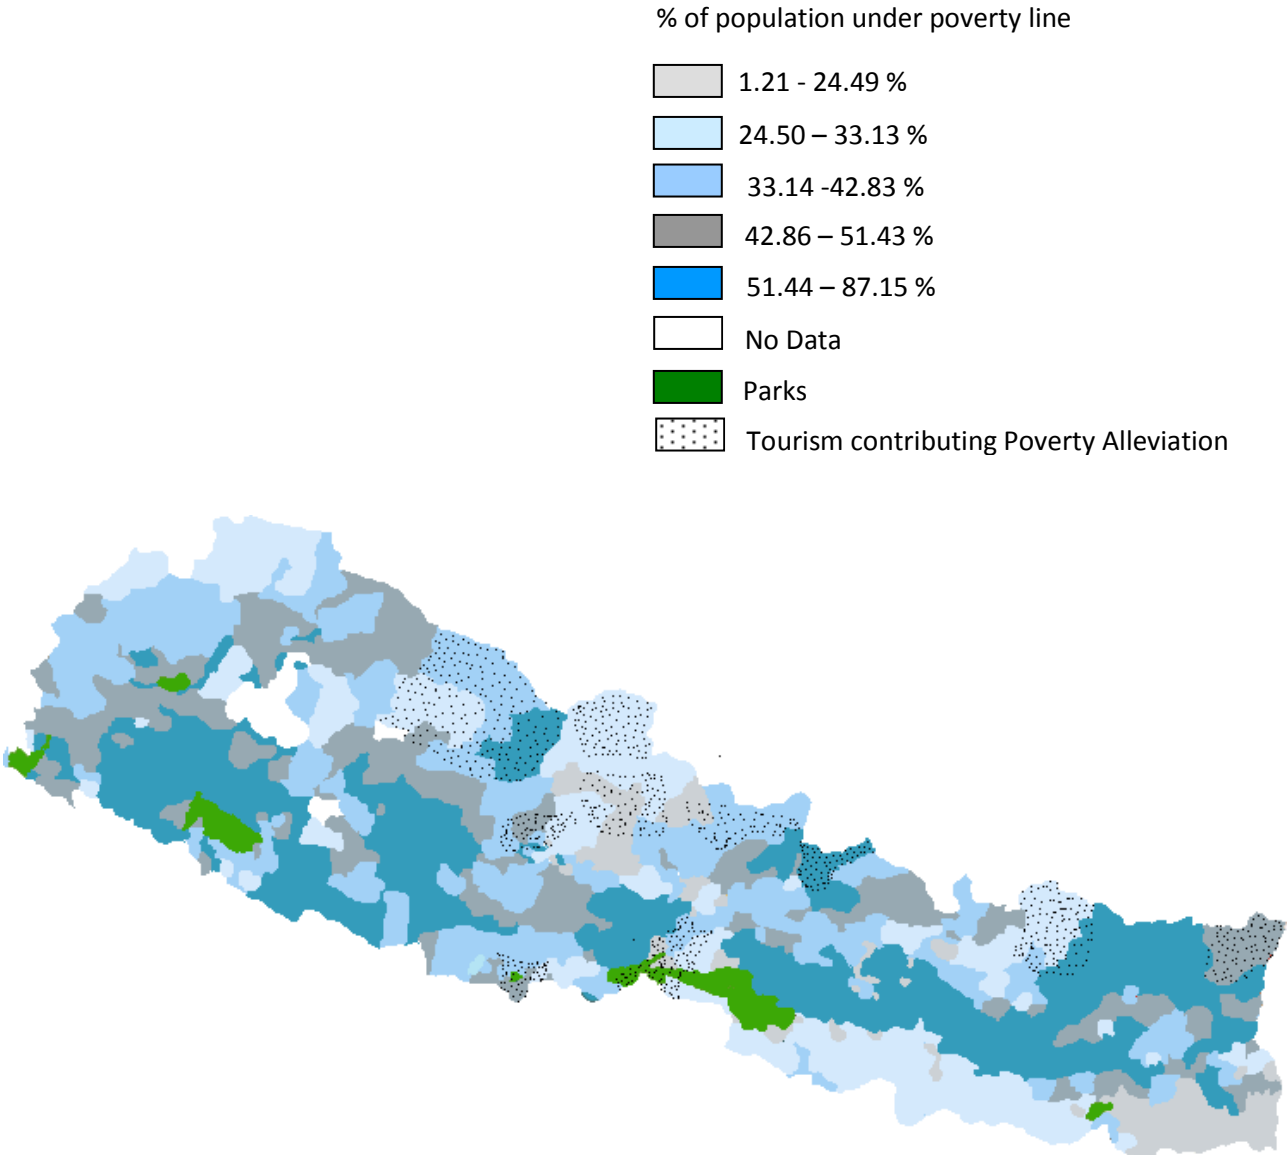 % of population under poverty line
1.21 - 24.49 %
24.50 – 33.13 %
33.14 -42.83 %
42.86 – 51.43 %
51.44 – 87.15 %
No Data
Parks
Tourism contributing Poverty Alleviation